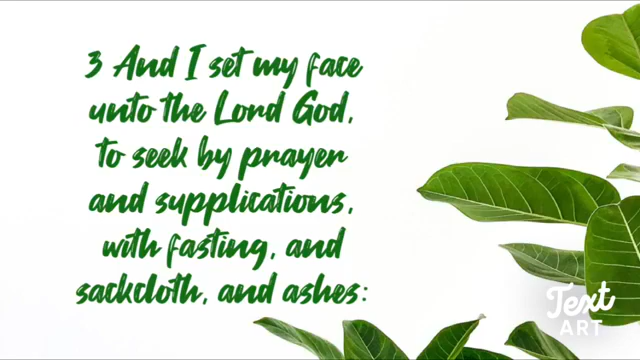 3 And I set my face
unto the Lord God,
to seek by prayer
and supplications,
with fasting, and
sackcloth, and ashes:
Text
ART